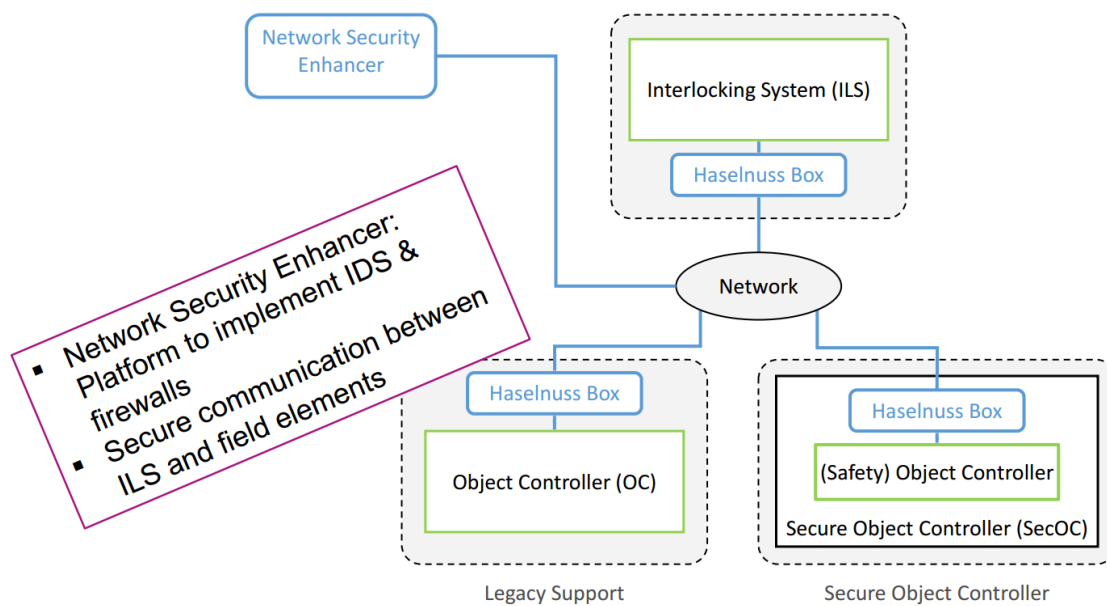 Network Security
Enhancer
Interlocking System (ILS)
Haselnuss Box
▪ Network Security Enhancer:
Platform to implement IDS &
firewalls
▪ Secure communication between
ILS and field elements
Network
Haselnuss Box
Object Controller (OC)
Legacy Support
Haselnuss Box
(Safety) Object Controller
Secure Object Controller (SecOC)
Secure Object Controller